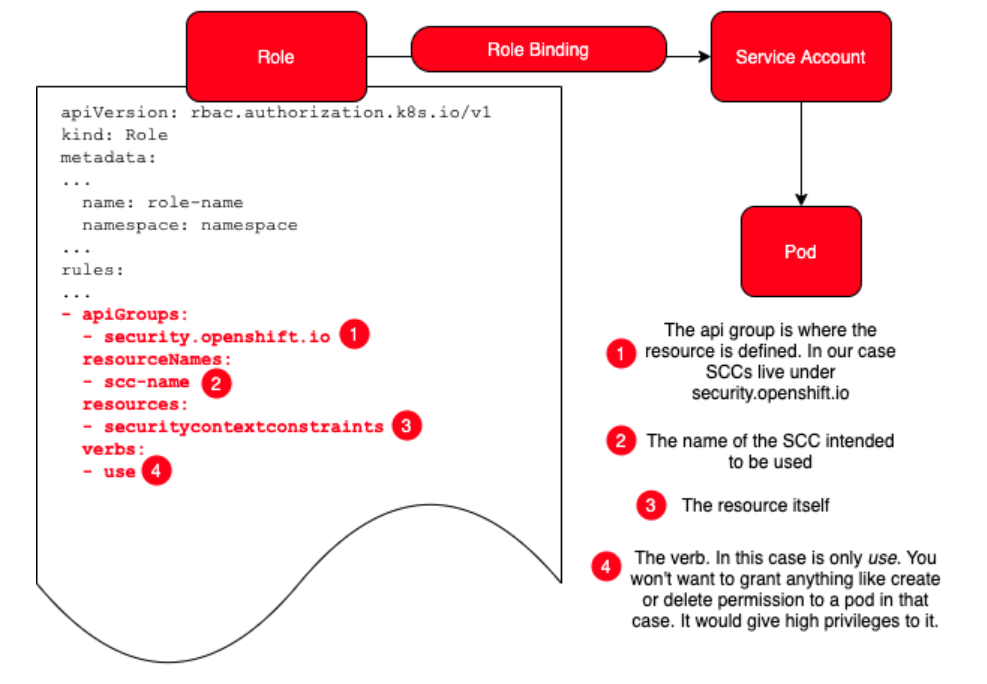 Role
Role Binding
Service Account
apiVersion: rbac.authorization.k8s.io/v1
kind: Role
metadata:
...
  name: role-name
  namespace: namespace
...
rules:
...
- apiGroups:
  - security.openshift.io 1
  resourceNames:
  - scc-name 2
  resources:
  - securitycontextconstraints 3
  verbs:
  - use 4
Pod
1
The api group is where the
resource is defined. In our case
SCCs live under
security.openshift.io
2
The name of the SCC intended
to be used
3
The resource itself
4
The verb. In this case is only use. You
won't want to grant anything like create
or delete permission to a pod in that
case. It would give high privileges to it.